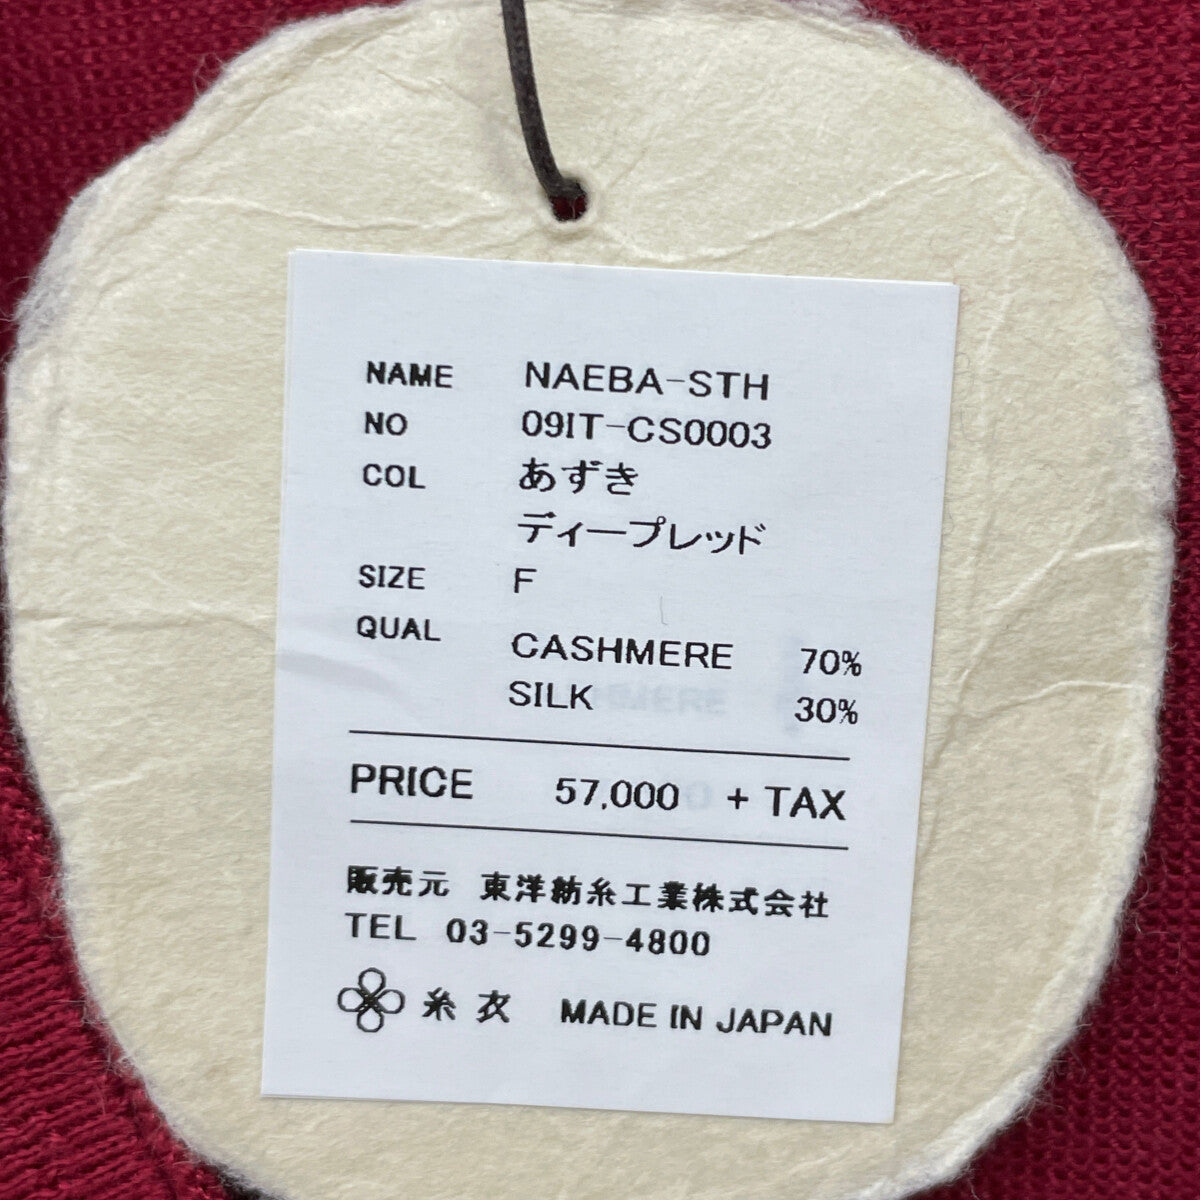 NAME NAEBA-STH
NO 09IT-CS0003
COL あずき
ディープレッド
SIZE F
QUAL CASHMERE 70%
SILK 30%
PRICE 57,000 + TAX
販売元 東洋紡糸工業株式会社
TEL 03-5299-4800
糸衣 MADE IN JAPAN